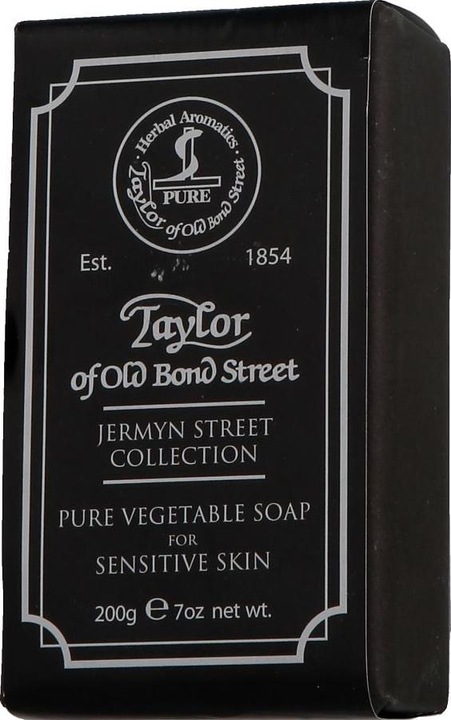 Herbal Aromatics
PURE
Taylor of Old Bond Street
Est. 1854
Taylor
of Old Bond Street
JERMYN STREET
COLLECTION
PURE VEGETABLE SOAP
FOR
SENSITIVE SKIN
200g ℮ 7oz net wt.